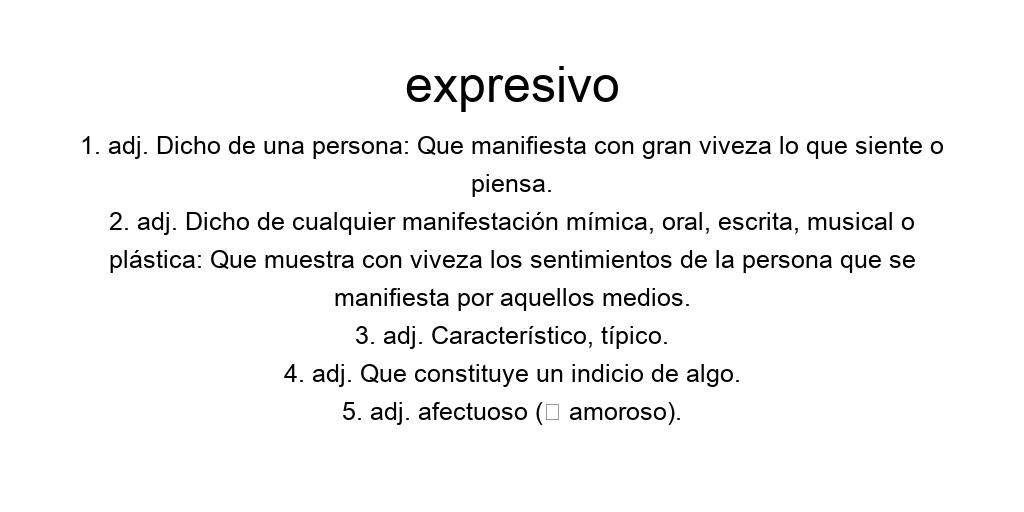 expresivo
1. adj. Dicho de una persona: Que manifiesta con gran viveza lo que siente o
piensa.
2. adj. Dicho de cualquier manifestación mímica, oral, escrita, musical o
plástica: Que muestra con viveza los sentimientos de la persona que se
manifiesta por aquellos medios.
3. adj. Característico, típico.
4. adj. Que constituye un indicio de algo.
5. adj. afectuoso (□ amoroso).